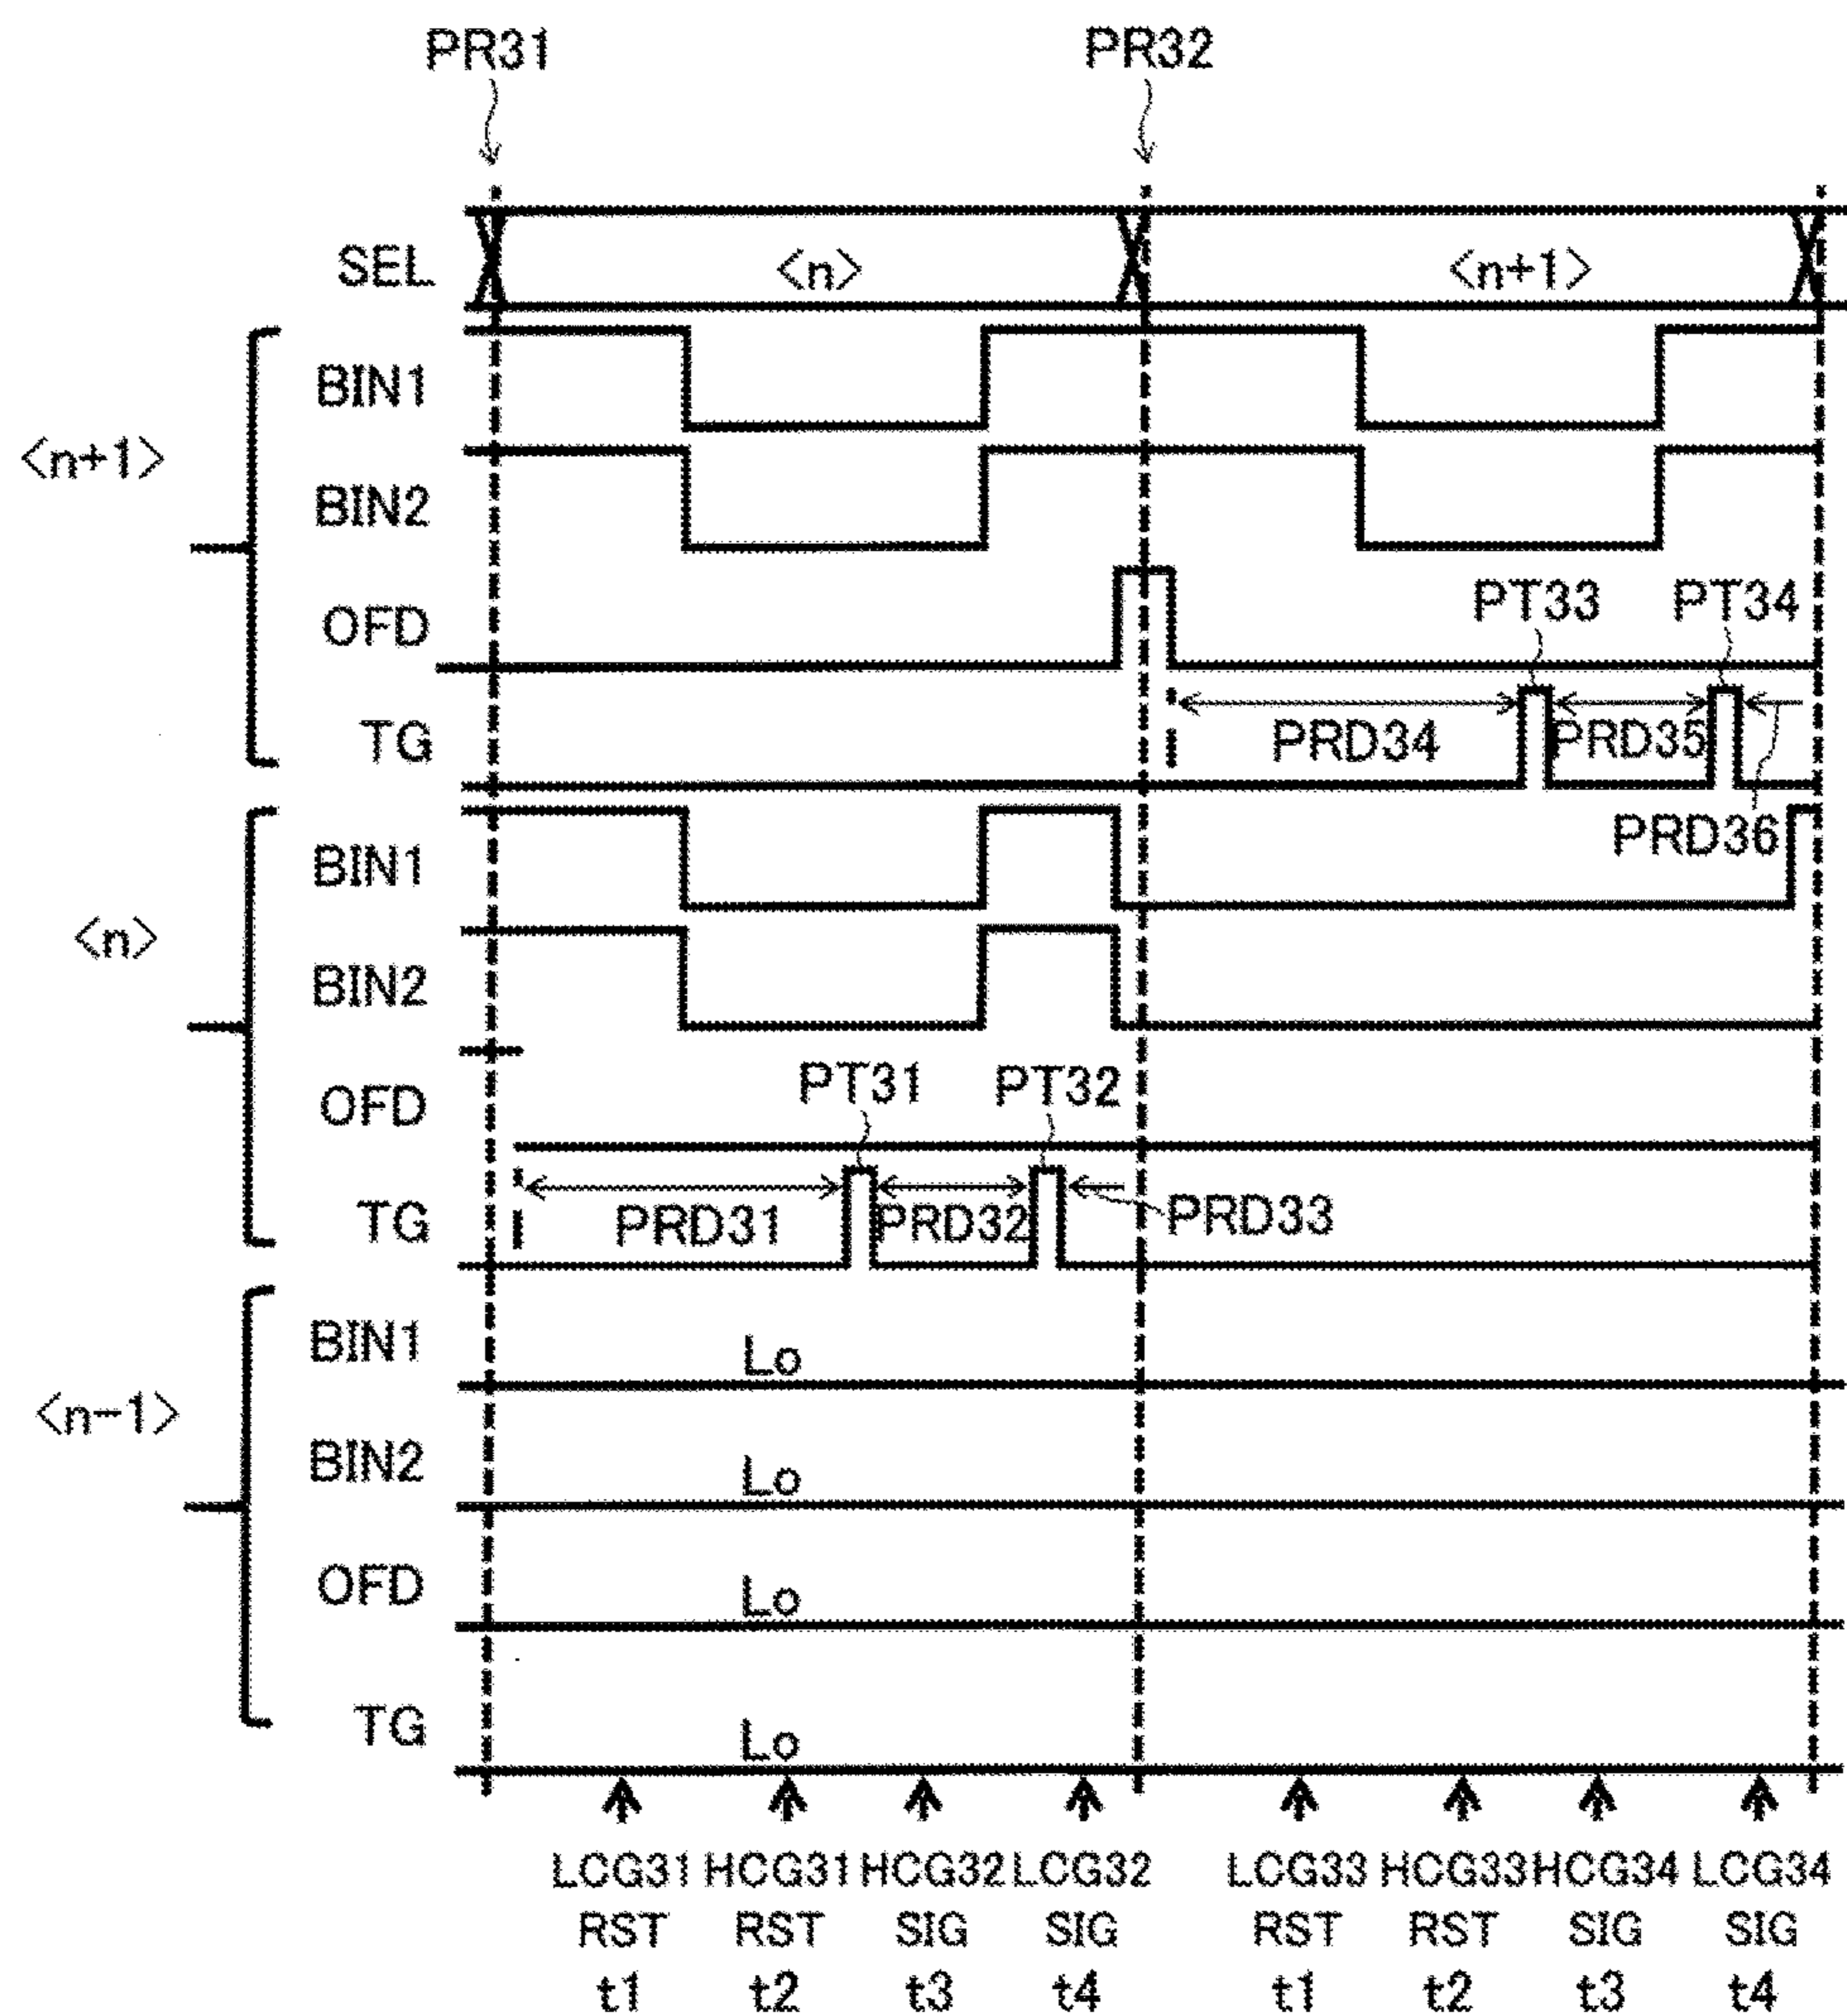 PR31 PR32
SEL <n> <n+1>
<n+1>
BIN1
BIN2
OFD PT33 PT34
TG PRD34 PRD35
PRD36
<n>
BIN1
BIN2
OFD PT31 PT32
TG PRD31 PRD32 PRD33
<n-1>
BIN1 Lo
BIN2 Lo
OFD Lo
TG Lo
LCG31 HCG31 HCG32 LCG32 LCG33 HCG33 HCG34 LCG34
RST RST SIG SIG RST RST SIG SIG
t1 t2 t3 t4 t1 t2 t3 t4